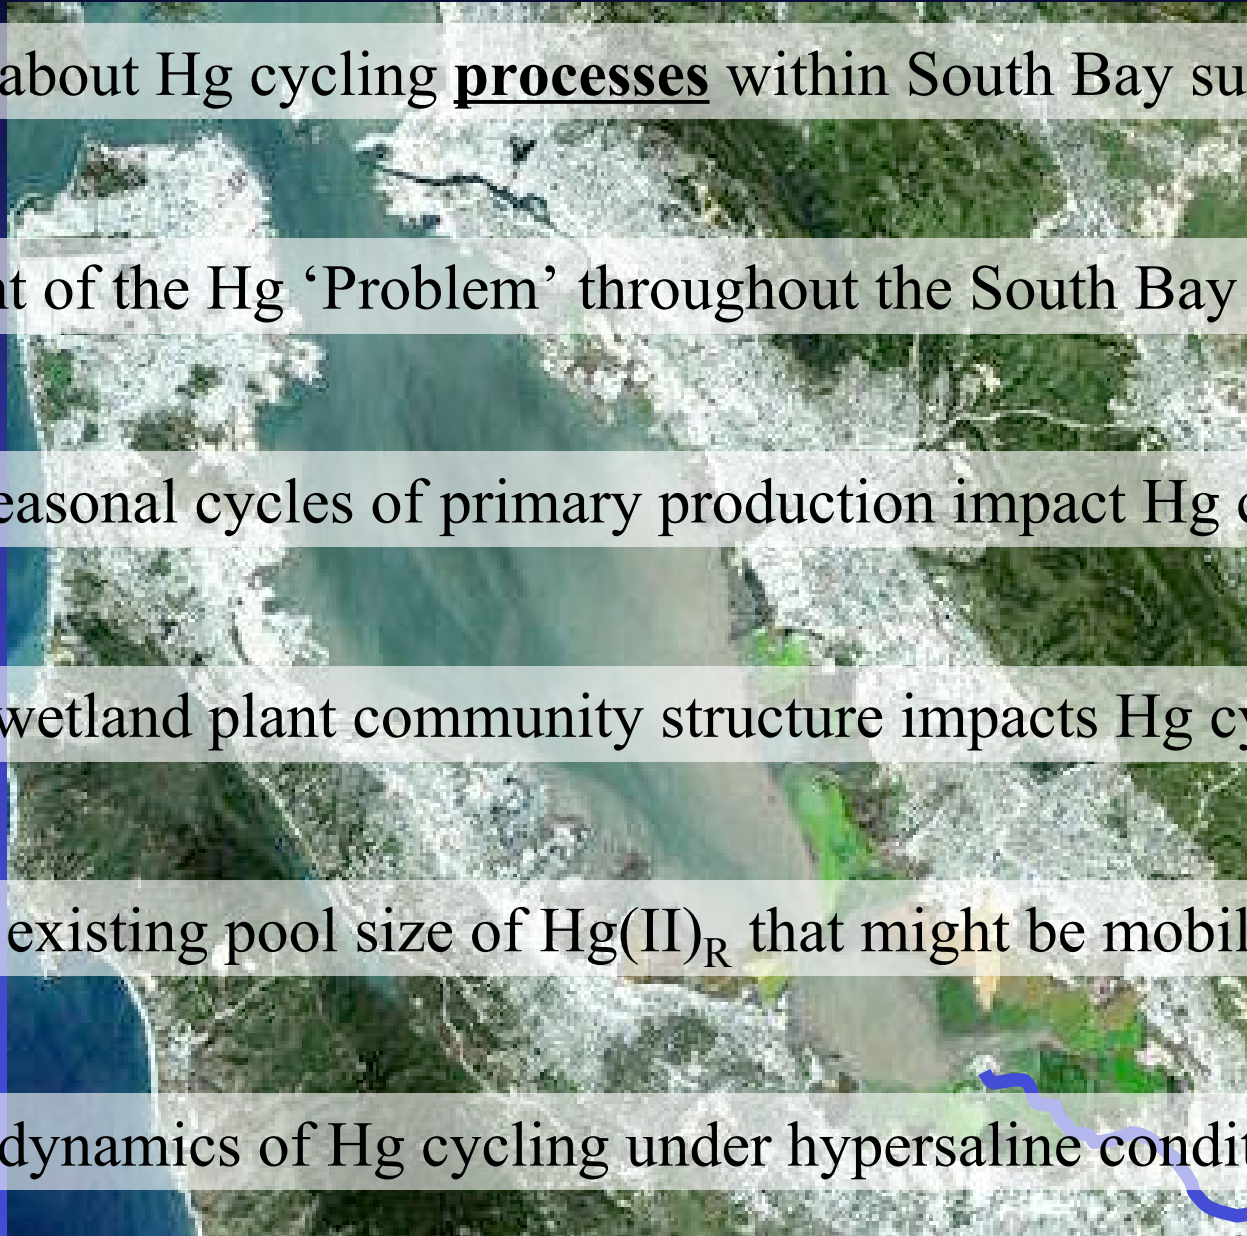 about Hg cycling processes within South Bay su
nt of the Hg ‘Problem’ throughout the South Bay
easonal cycles of primary production impact Hg c
wetland plant community structure impacts Hg cy
existing pool size of Hg(II)R that might be mobil
dynamics of Hg cycling under hypersaline condit